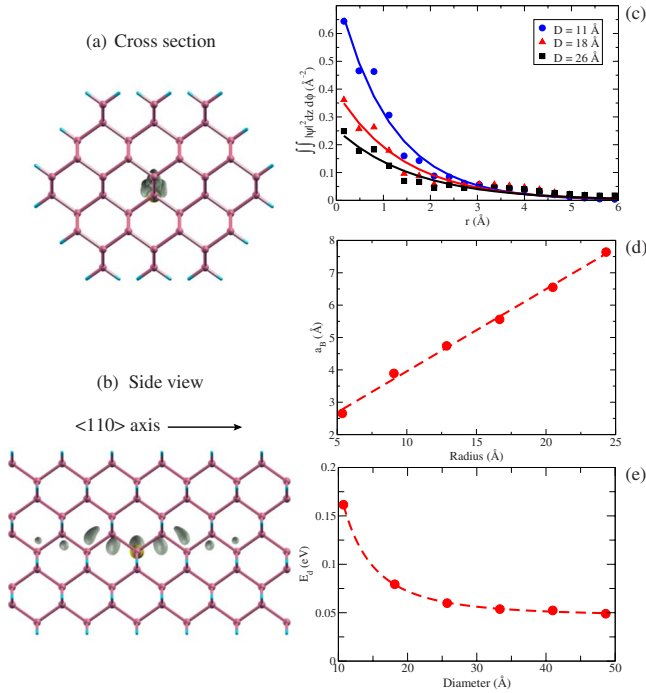 (a) Cross section
(b) Side view
<110> axis
(c)
D = 11 Å
D = 18 Å
D = 26 Å
∫∫ |ψ|² dz dϕ (Å⁻²)
0.7
0.6
0.5
0.4
0.3
0.2
0.1
0
0 1 2 3 4 5 6
r (Å)
(d)
a_B (Å)
8
7
6
5
4
3
2
5 10 15 20 25
Radius (Å)
(e)
E_d (eV)
0.2
0.15
0.10
0.05
0
10 20 30 40 50
Diameter (Å)